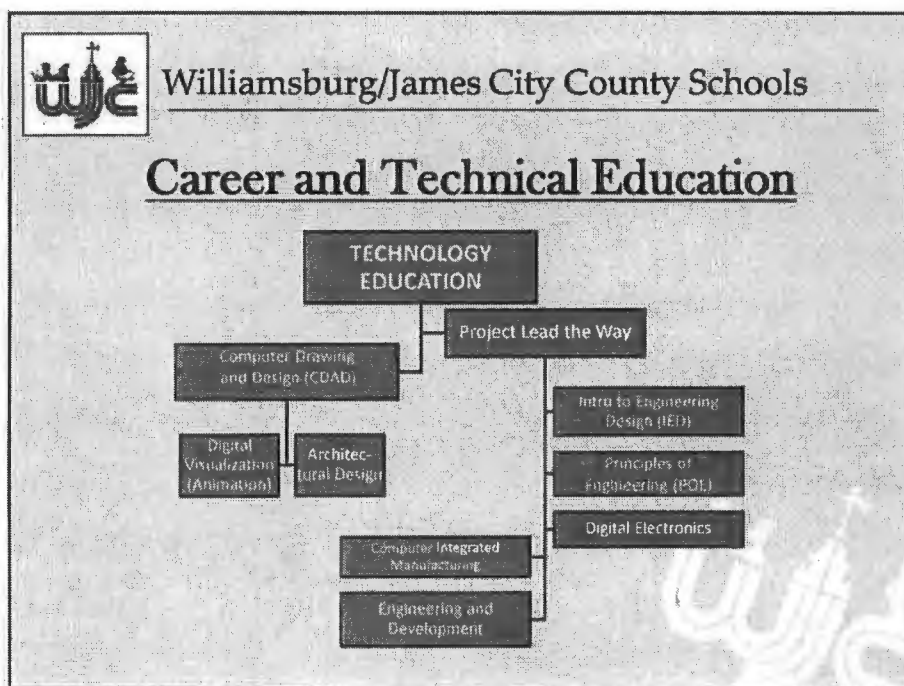 WJC
Williamsburg/James City County Schools
Career and Technical Education
TECHNOLOGY
EDUCATION
Project Lead the Way
Computer Drawing
and Design (CDAD)
Intro to Engineering
Design (IED)
Digital
Visualization
(Animation)
Architec-
tural Design
Principles of
Engineering (POE)
Digital Electronics
Computer Integrated
Manufacturing
Engineering and
Development